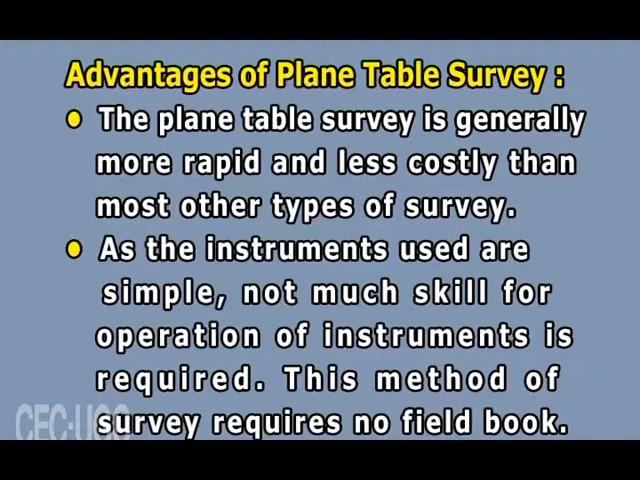 Advantages of Plane Table Survey :
• The plane table survey is generally
more rapid and less costly than
most other types of survey.
• As the instruments used are
simple, not much skill for
operation of instruments is
required. This method of
survey requires no field book.
CEC-UGC